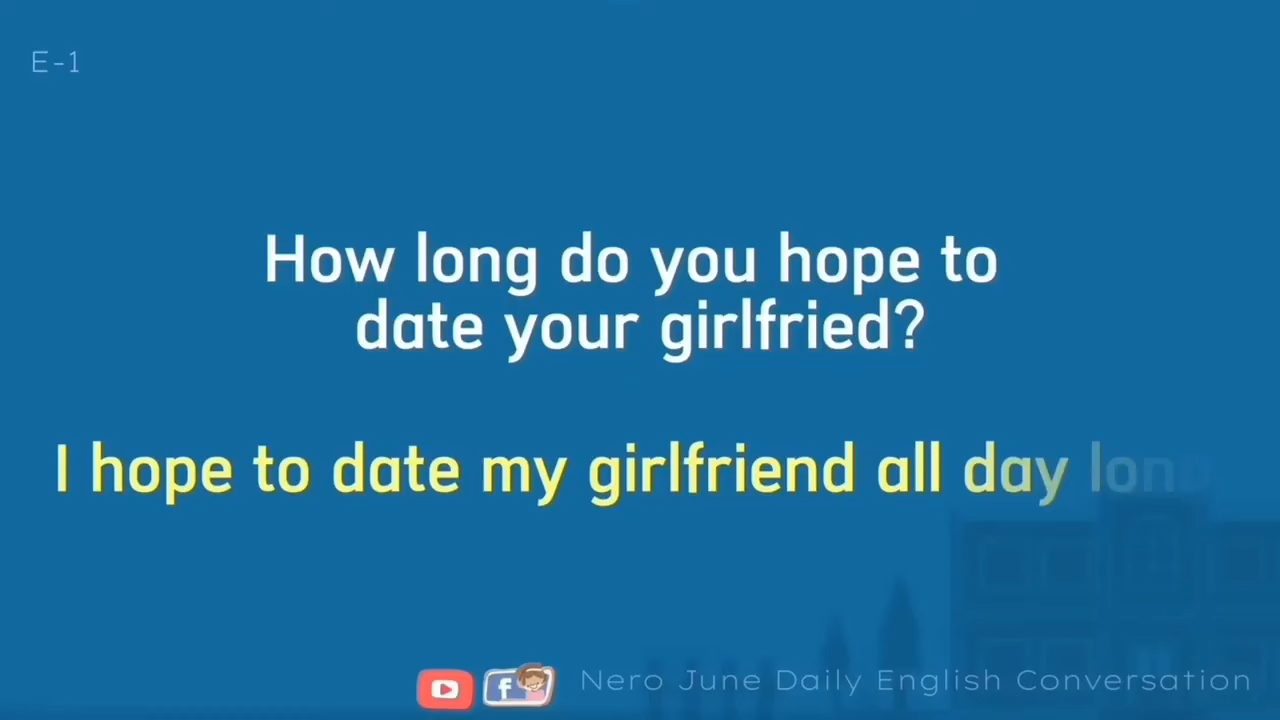 E-1
How long do you hope to
date your girlfried?
I hope to date my girlfriend all day long
Nero June Daily English Conversation